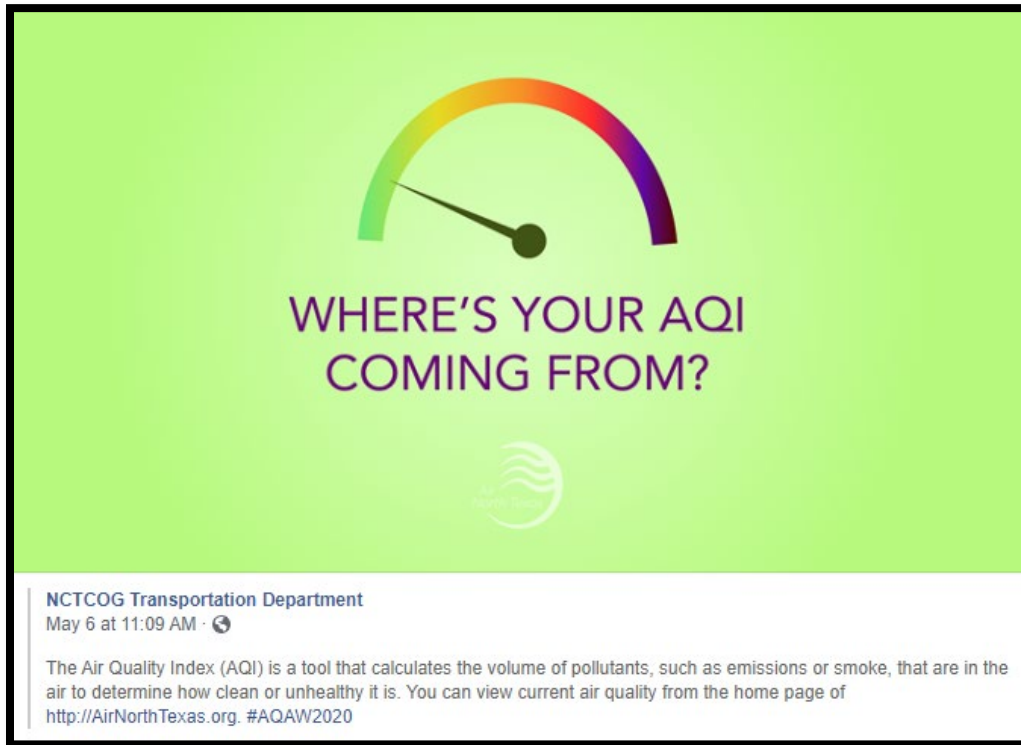 WHERE'S YOUR AQI
COMING FROM?
Air
North Texas
NCTCOG Transportation Department
May 6 at 11:09 AM ·
The Air Quality Index (AQI) is a tool that calculates the volume of pollutants, such as emissions or smoke, that are in the
air to determine how clean or unhealthy it is. You can view current air quality from the home page of
http://AirNorthTexas.org. #AQAW2020